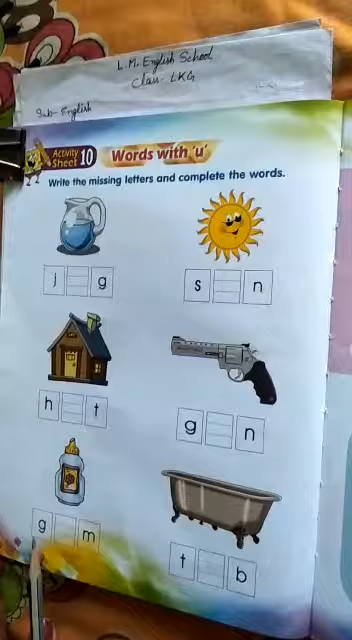 L.M. English School
Class- LKG
Sub- English
Activity Sheet 10 Words with 'u'
Write the missing letters and complete the words.
j g
s n
h t
g n
g m
t b